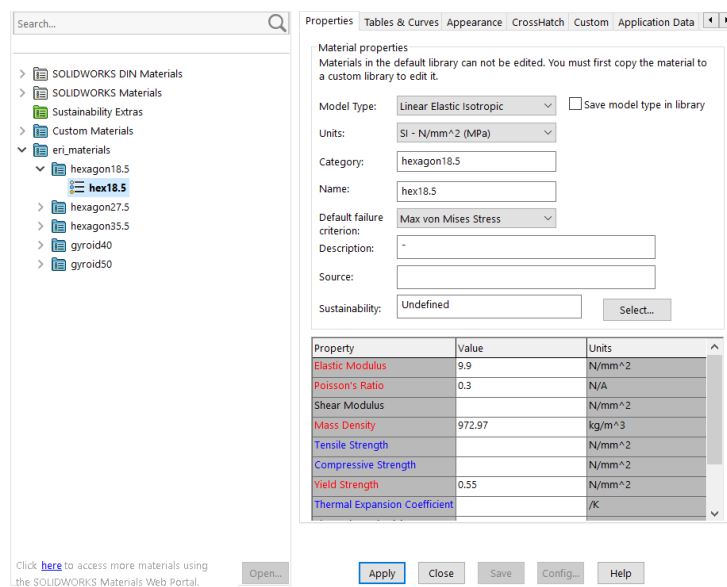 Search...
SOLIDWORKS DIN Materials
SOLIDWORKS Materials
Sustainability Extras
Custom Materials
eri_materials
hexagon18.5
hex18.5
hexagon27.5
hexagon35.5
gyroid40
gyroid50
Click here to access more materials using
the SOLIDWORKS Materials Web Portal.
Open...
Properties Tables & Curves Appearance CrossHatch Custom Application Data
Material properties
Materials in the default library can not be edited. You must first copy the material to
a custom library to edit it.
Model Type: Linear Elastic Isotropic Save model type in library
Units: SI - N/mm^2 (MPa)
Category: hexagon18.5
Name: hex18.5
Default failure
criterion: Max von Mises Stress
Description: -
Source:
Sustainability: Undefined Select...
Property Value Units
Elastic Modulus 9.9 N/mm^2
Poisson's Ratio 0.3 N/A
Shear Modulus N/mm^2
Mass Density 972.97 kg/m^3
Tensile Strength N/mm^2
Compressive Strength N/mm^2
Yield Strength 0.55 N/mm^2
Thermal Expansion Coefficient /K
Apply Close Save Config... Help